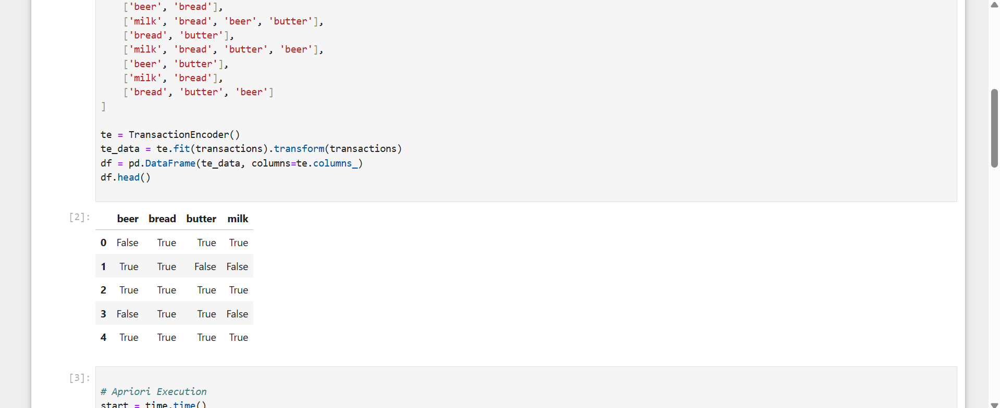 ['beer', 'bread'],
['milk', 'bread', 'beer', 'butter'],
['bread', 'butter'],
['milk', 'bread', 'butter', 'beer'],
['beer', 'butter'],
['milk', 'bread'],
['bread', 'butter', 'beer']
]
te = TransactionEncoder()
te_data = te.fit(transactions).transform(transactions)
df = pd.DataFrame(te_data, columns=te.columns_)
df.head()
[2]:
beer bread butter milk
0 False True True True
1 True True False False
2 True True True True
3 False True True False
4 True True True True
[3]:
# Apriori Execution
start = time.time()